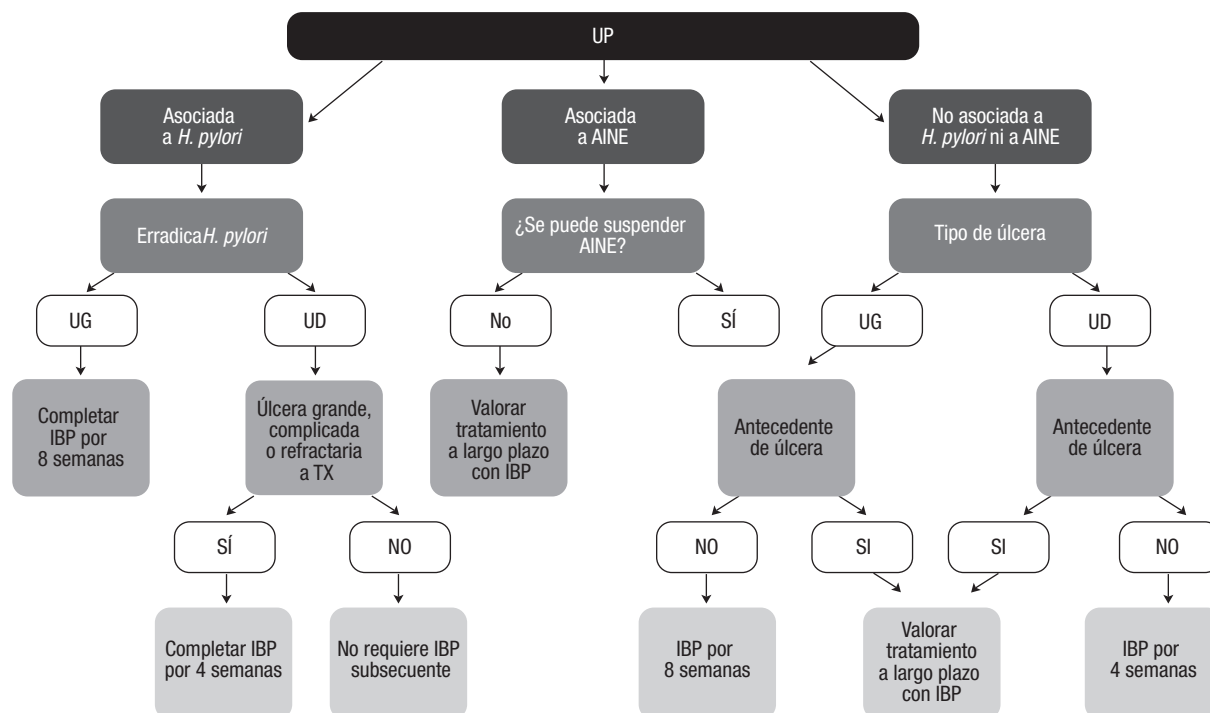 UP
Asociada
a H. pylori
Asociada
a AINE
No asociada a
H. pylori ni a AINE
ErradicaH. pylori
¿Se puede suspender
AINE?
Tipo de úlcera
UG
UD
No
SÍ
UG
UD
Completar
IBP por
8 semanas
Úlcera grande,
complicada
o refractaria
a TX
Valorar
tratamiento
a largo plazo
con IBP
Antecedente
de úlcera
Antecedente
de úlcera
SÍ
NO
NO
SI
SI
NO
Completar IBP
por 4 semanas
No requiere IBP
subsecuente
IBP por
8 semanas
Valorar
tratamiento
a largo plazo
con IBP
IBP por
4 semanas